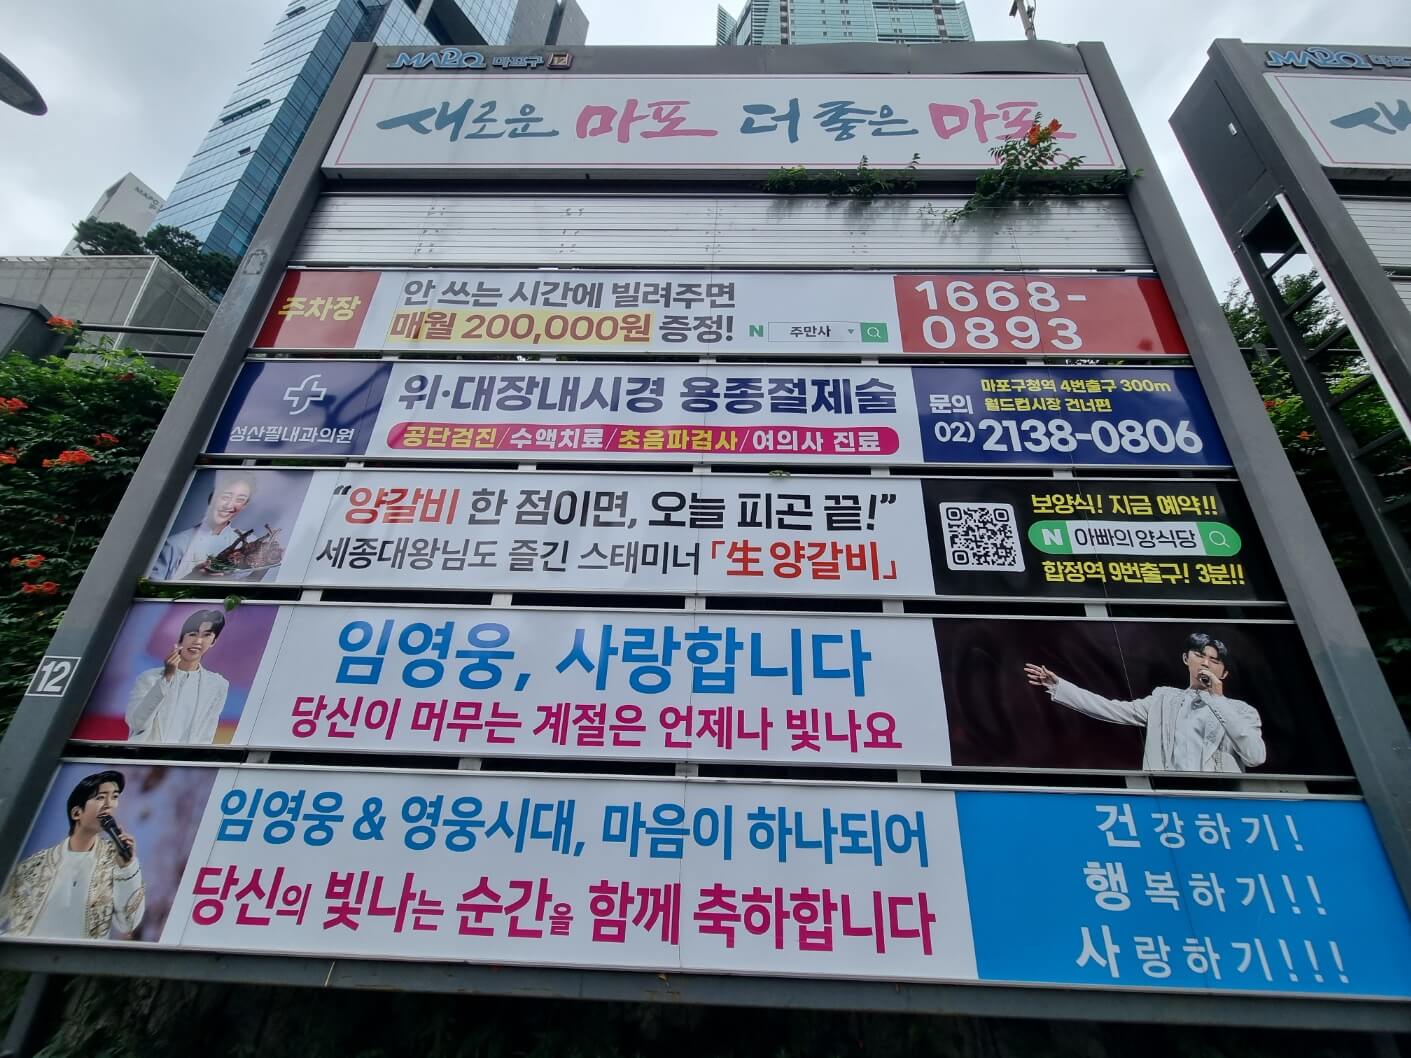 MAPO 마포구 12
MAPO 마포
새로운 마포 더 좋은 마포
새
MAPO
주차장
안 쓰는 시간에 빌려주면
매월 200,000원 증정!
N 주만사
1668-
0893
성산필내과의원
위·대장내시경 용종절제술
공단검진/수액치료/초음파검사/여의사 진료
문의
02) 2138-0806
마포구청역 4번출구 300m
월드컵시장 건너편
“양갈비 한 점이면, 오늘 피곤 끝!”
세종대왕님도 즐긴 스태미너 「生 양갈비」
보양식! 지금 예약!!
N 아빠의양식당
합정역 9번출구! 3분!!
12
임영웅, 사랑합니다
당신이 머무는 계절은 언제나 빛나요
임영웅 & 영웅시대, 마음이 하나되어
당신의 빛나는 순간을 함께 축하합니다
건강하기!
행복하기!!
사랑하기!!!